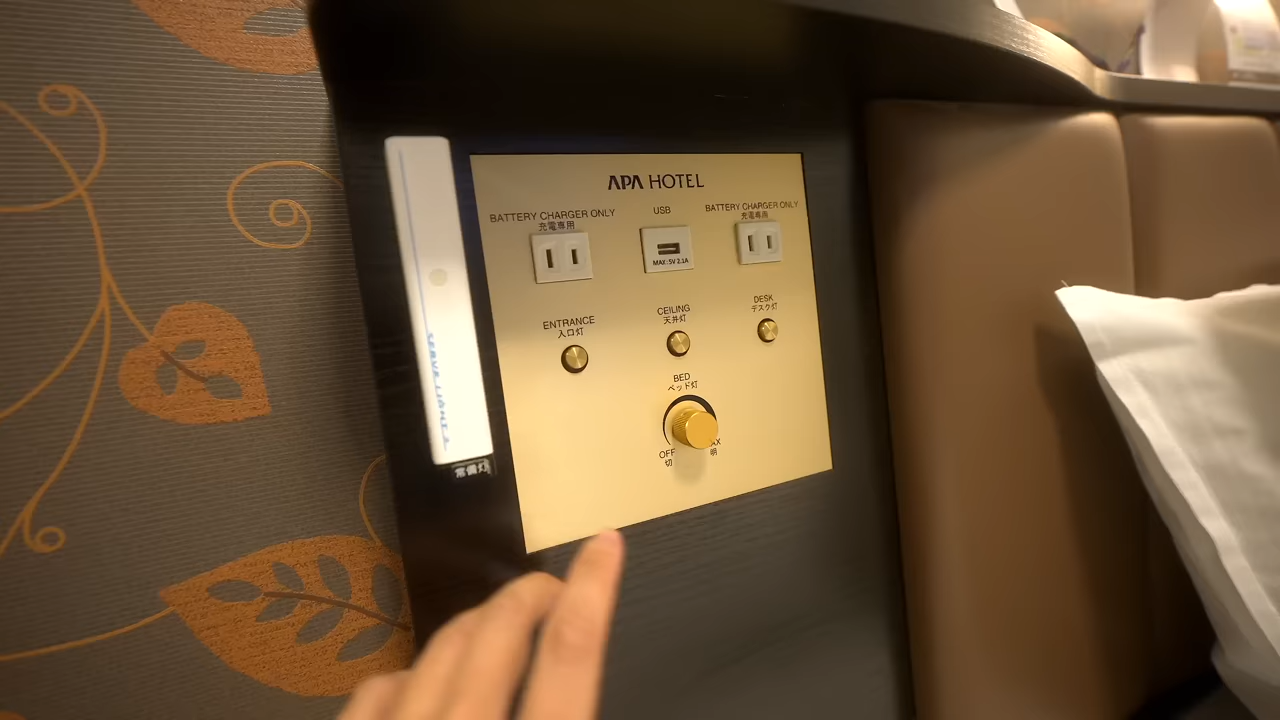 APA HOTEL
BATTERY CHARGER ONLY
充電専用
USB
MAX:5V 2.1A
BATTERY CHARGER ONLY
充電専用
ENTRANCE
入口灯
CEILING
天井灯
DESK
デスク灯
BED
ベッド灯
OFF
切
明
常備灯